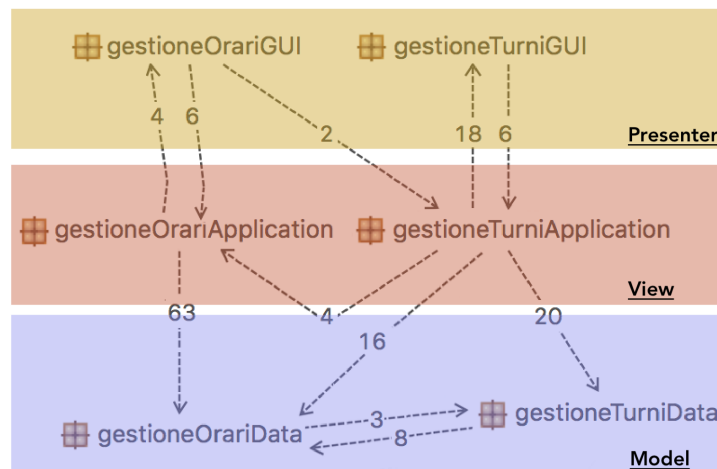 gestioneOrariGUI gestioneTurniGUI
4 6 2 18 6
Presenter
gestioneOrariApplication gestioneTurniApplication
View
63 4 20
16
gestioneOrariData 3 gestioneTurniData
8
Model